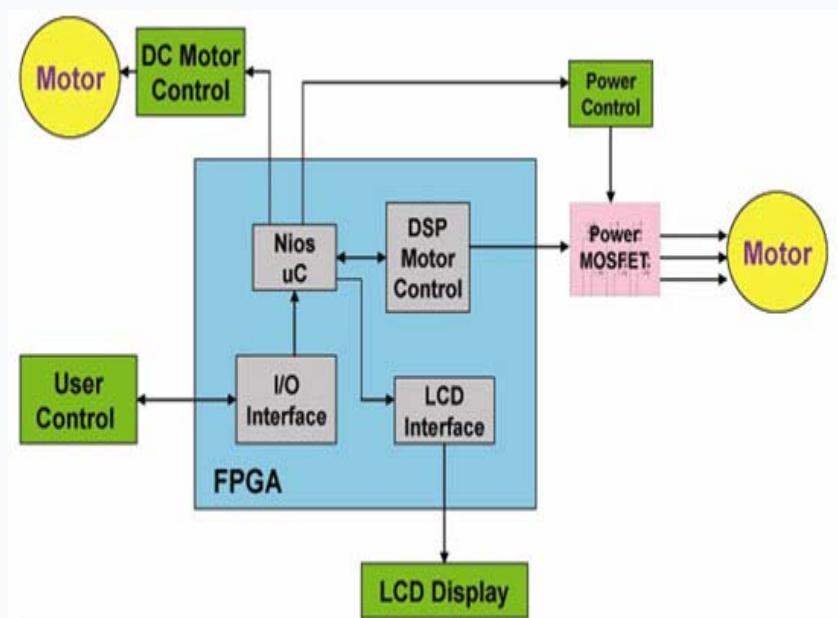 Motor
DC Motor
Control
Power
Control
Nios
uC
DSP
Motor
Control
Power
MOSFET
Motor
User
Control
I/O
Interface
LCD
Interface
FPGA
LCD Display